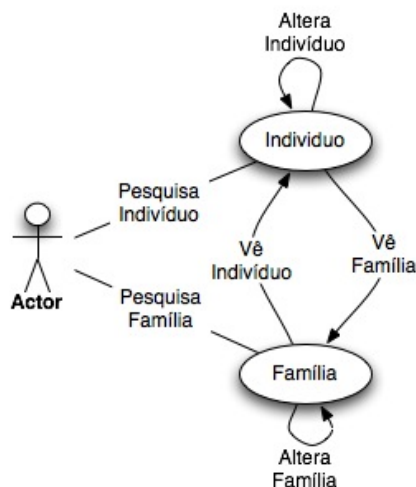 Altera
Indivíduo
Individuo
Pesquisa
Indivíduo
Vê
Indivíduo
Vê
Família
Actor
Pesquisa
Família
Família
Altera
Família